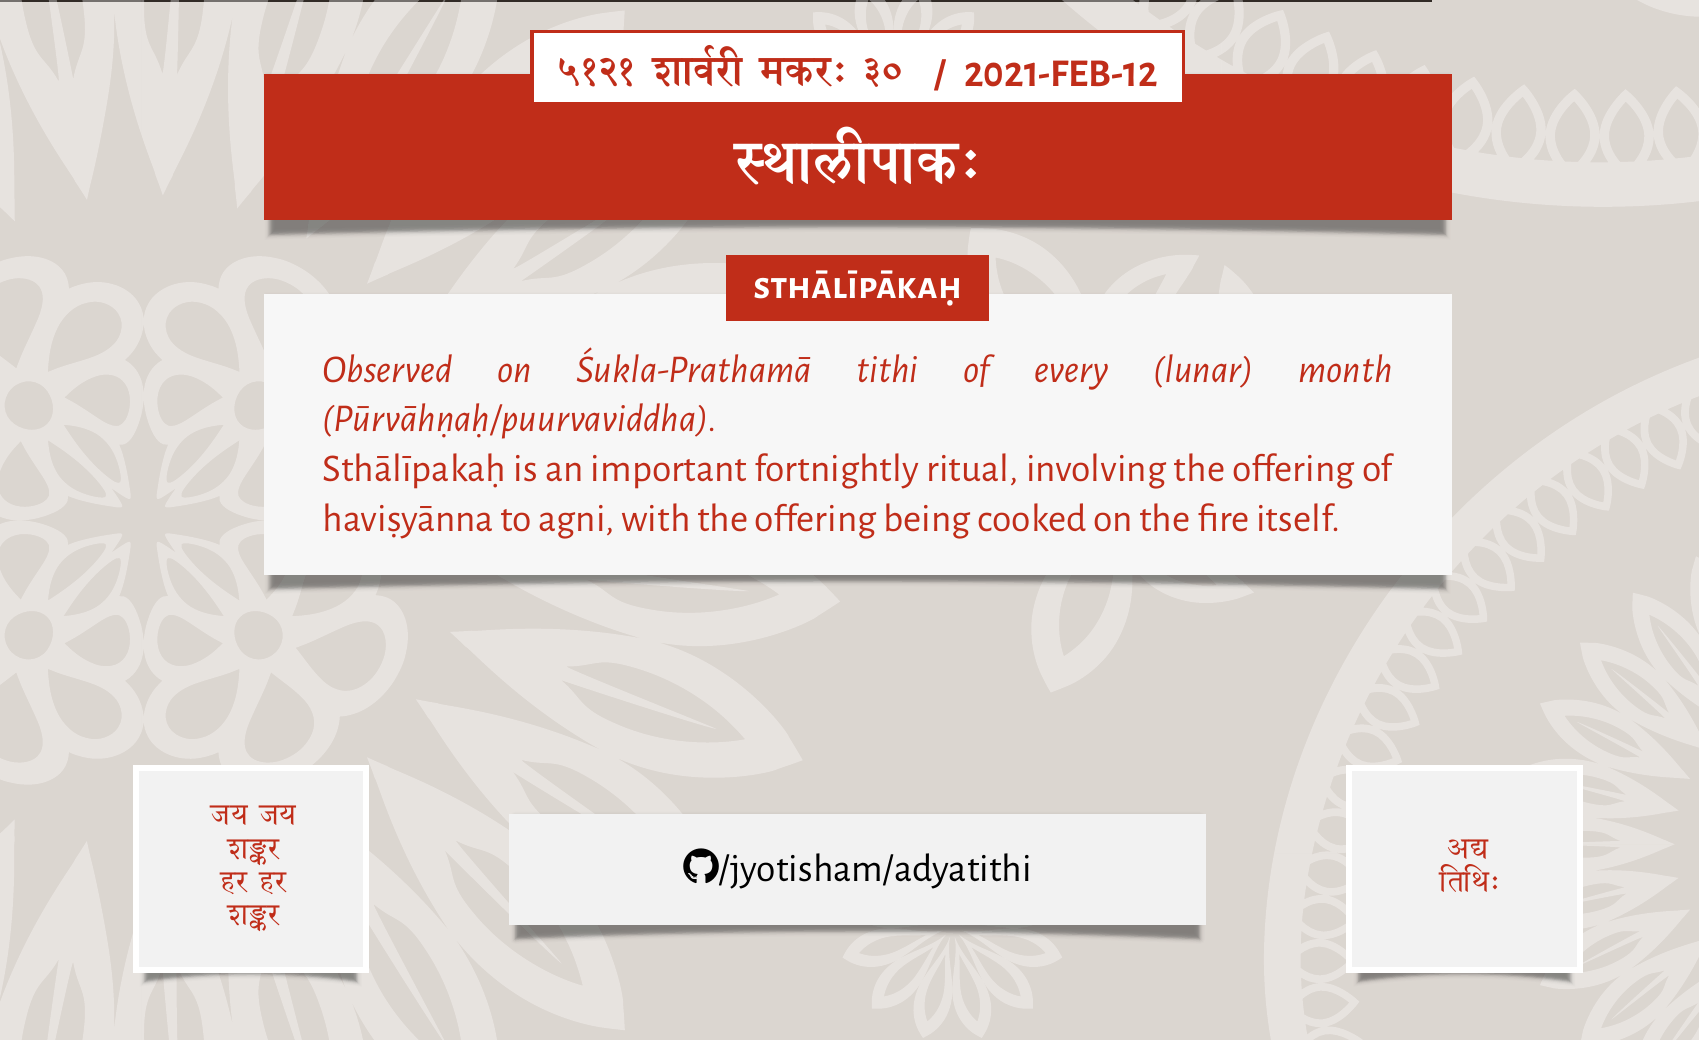 ५१२१ शार्वरी मकरः ३० / 2021-FEB-12
स्थालीपाकः
STHĀLĪPĀKAḤ
Observed on Śukla-Prathamā tithi of every (lunar) month
(Pūrvāhṇaḥ/puurvaviddha).
Sthālīpakaḥ is an important fortnightly ritual, involving the offering of
haviṣyānna to agni, with the offering being cooked on the fire itself.
जय जय
शङ्कर
हर हर
शङ्कर
/jyotisham/adyatithi
अद्य
तिथिः